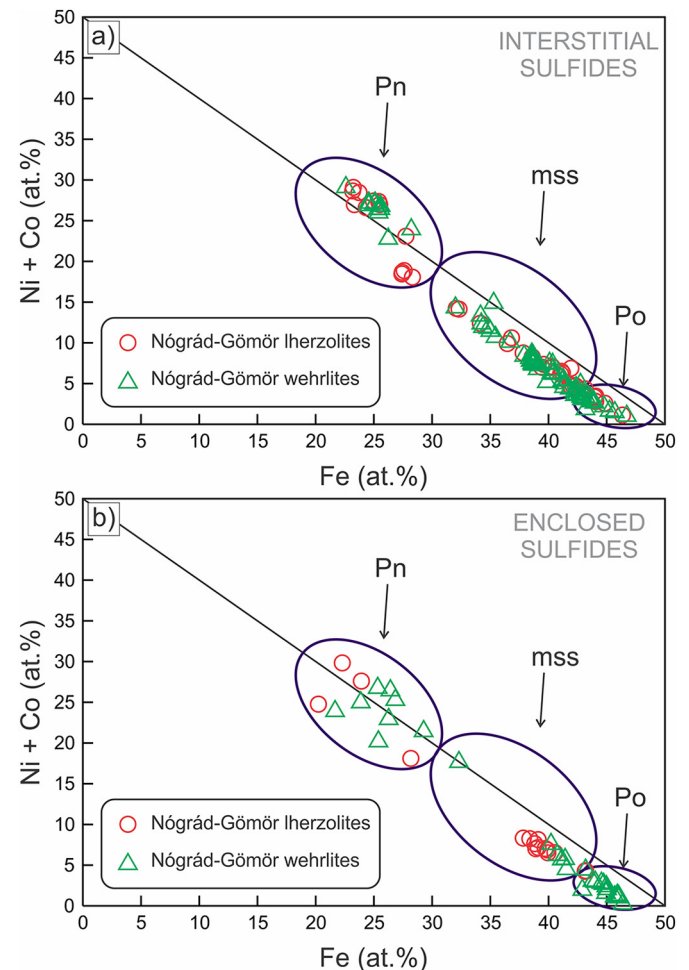 a)
INTERSTITIAL
SULFIDES
Pn
mss
Po
Ni + Co (at.%)
50
45
40
35
30
25
20
15
10
5
0
Nógrád-Gömör lherzolites
Nógrád-Gömör wehrlites
0 5 10 15 20 25 30 35 40 45 50
Fe (at.%)
b)
ENCLOSED
SULFIDES
Pn
mss
Po
Ni + Co (at.%)
50
45
40
35
30
25
20
15
10
5
0
Nógrád-Gömör lherzolites
Nógrád-Gömör wehrlites
0 5 10 15 20 25 30 35 40 45 50
Fe (at.%)